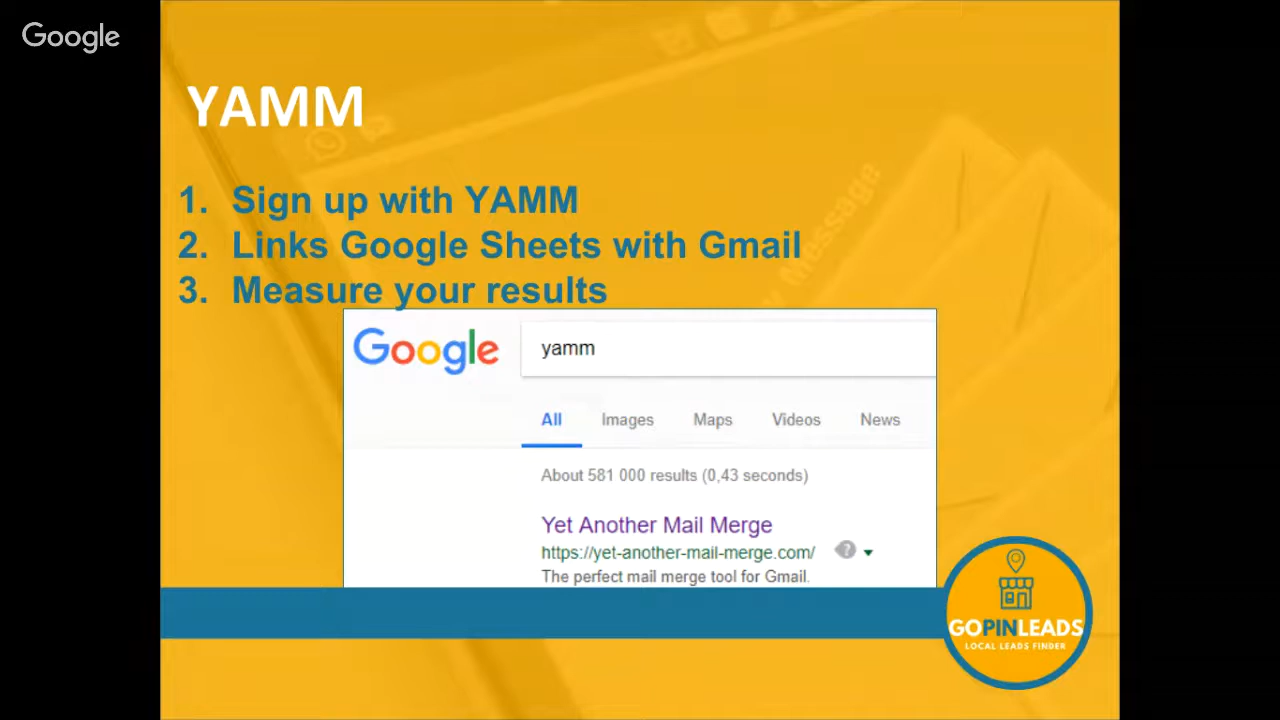 Google
YAMM
1. Sign up with YAMM
2. Links Google Sheets with Gmail
3. Measure your results
Google
yamm
All Images Maps Videos News
About 581 000 results (0,43 seconds)
Yet Another Mail Merge
https://yet-another-mail-merge.com/
The perfect mail merge tool for Gmail.
GOPINLEADS
LOCAL LEADS FINDER
Message